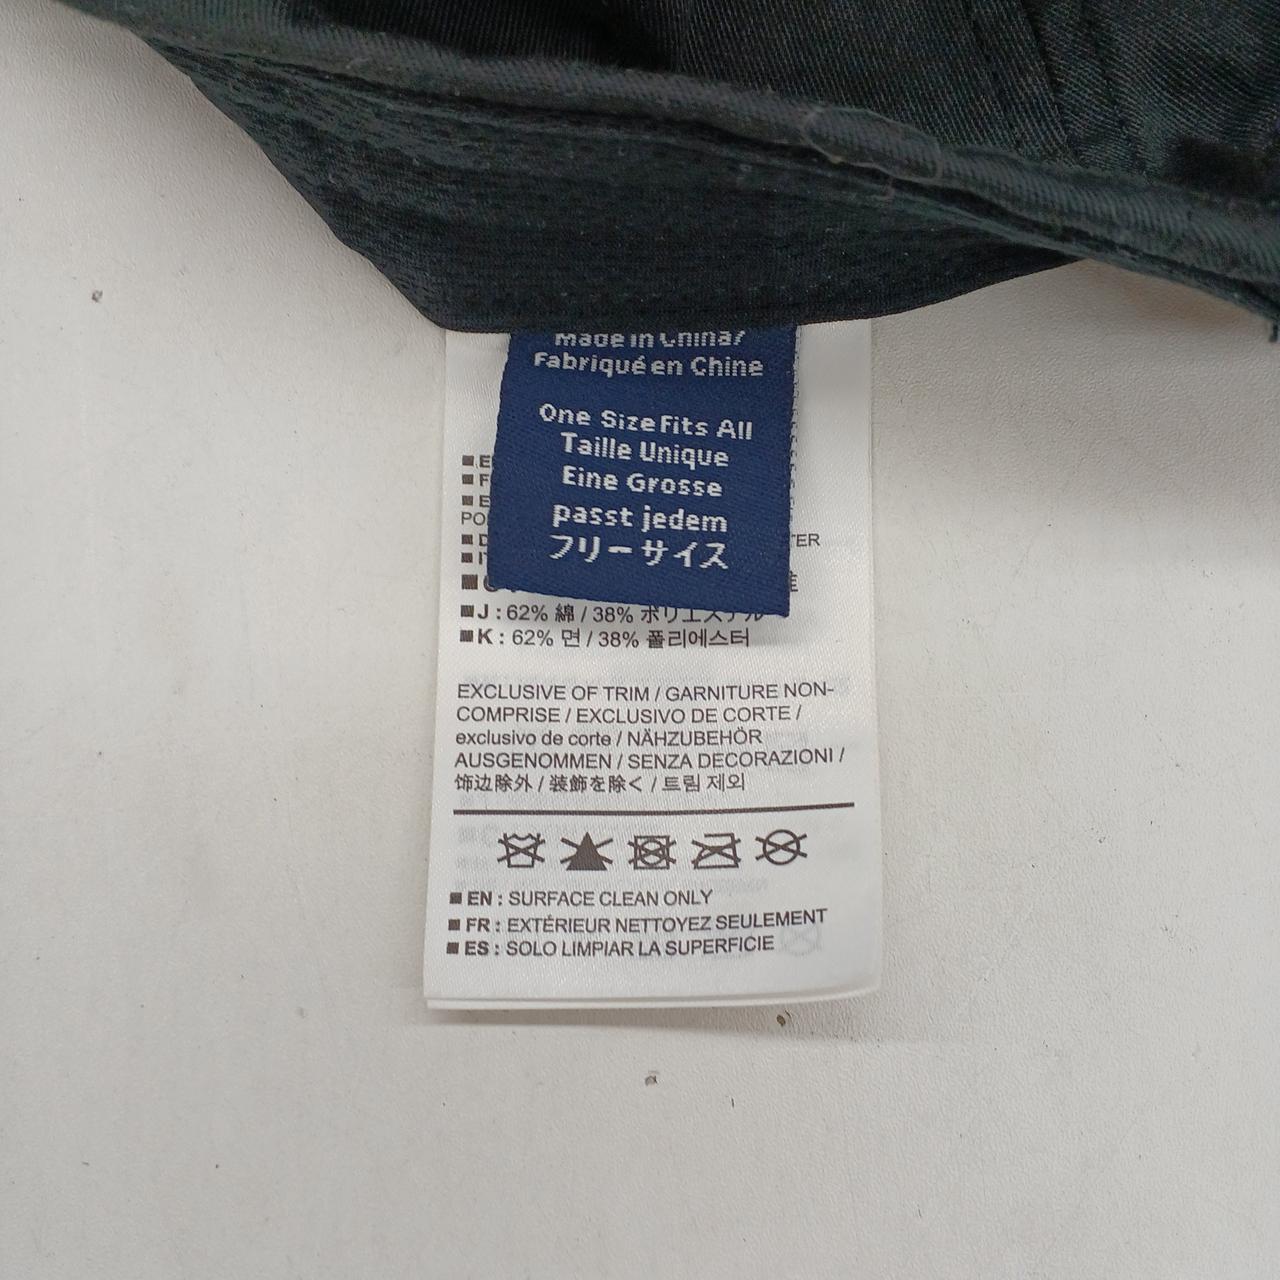 Made in China/
Fabriqué en Chine
One Size Fits All
Taille Unique
Eine Grosse
passt jedem
フリーサイズ
J : 62% 綿 / 38% ポリエステル
K : 62% 면 / 38% 폴리에스터
EXCLUSIVE OF TRIM / GARNITURE NON-
COMPRISE / EXCLUSIVO DE CORTE /
exclusivo de corte / NÄHZUBEHÖR
AUSGENOMMEN / SENZA DECORAZIONI /
饰边除外 / 装飾を除く / 트림 제외
EN : SURFACE CLEAN ONLY
FR : EXTÉRIEUR NETTOYEZ SEULEMENT
ES : SOLO LIMPIAR LA SUPERFICIE